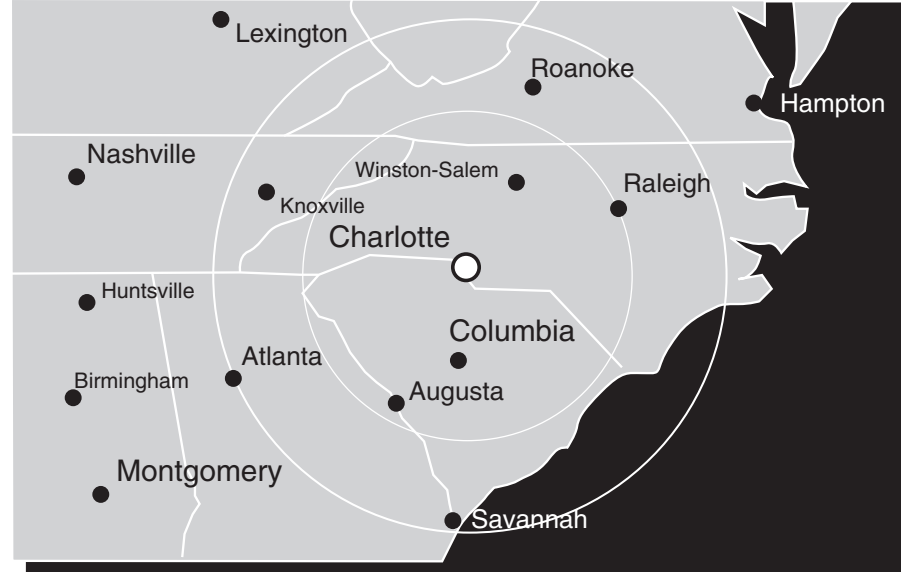 Lexington
Roanoke
Hampton
Nashville
Winston-Salem
Raleigh
Knoxville
Charlotte
Huntsville
Columbia
Atlanta
Birmingham
Augusta
Montgomery
Savannah